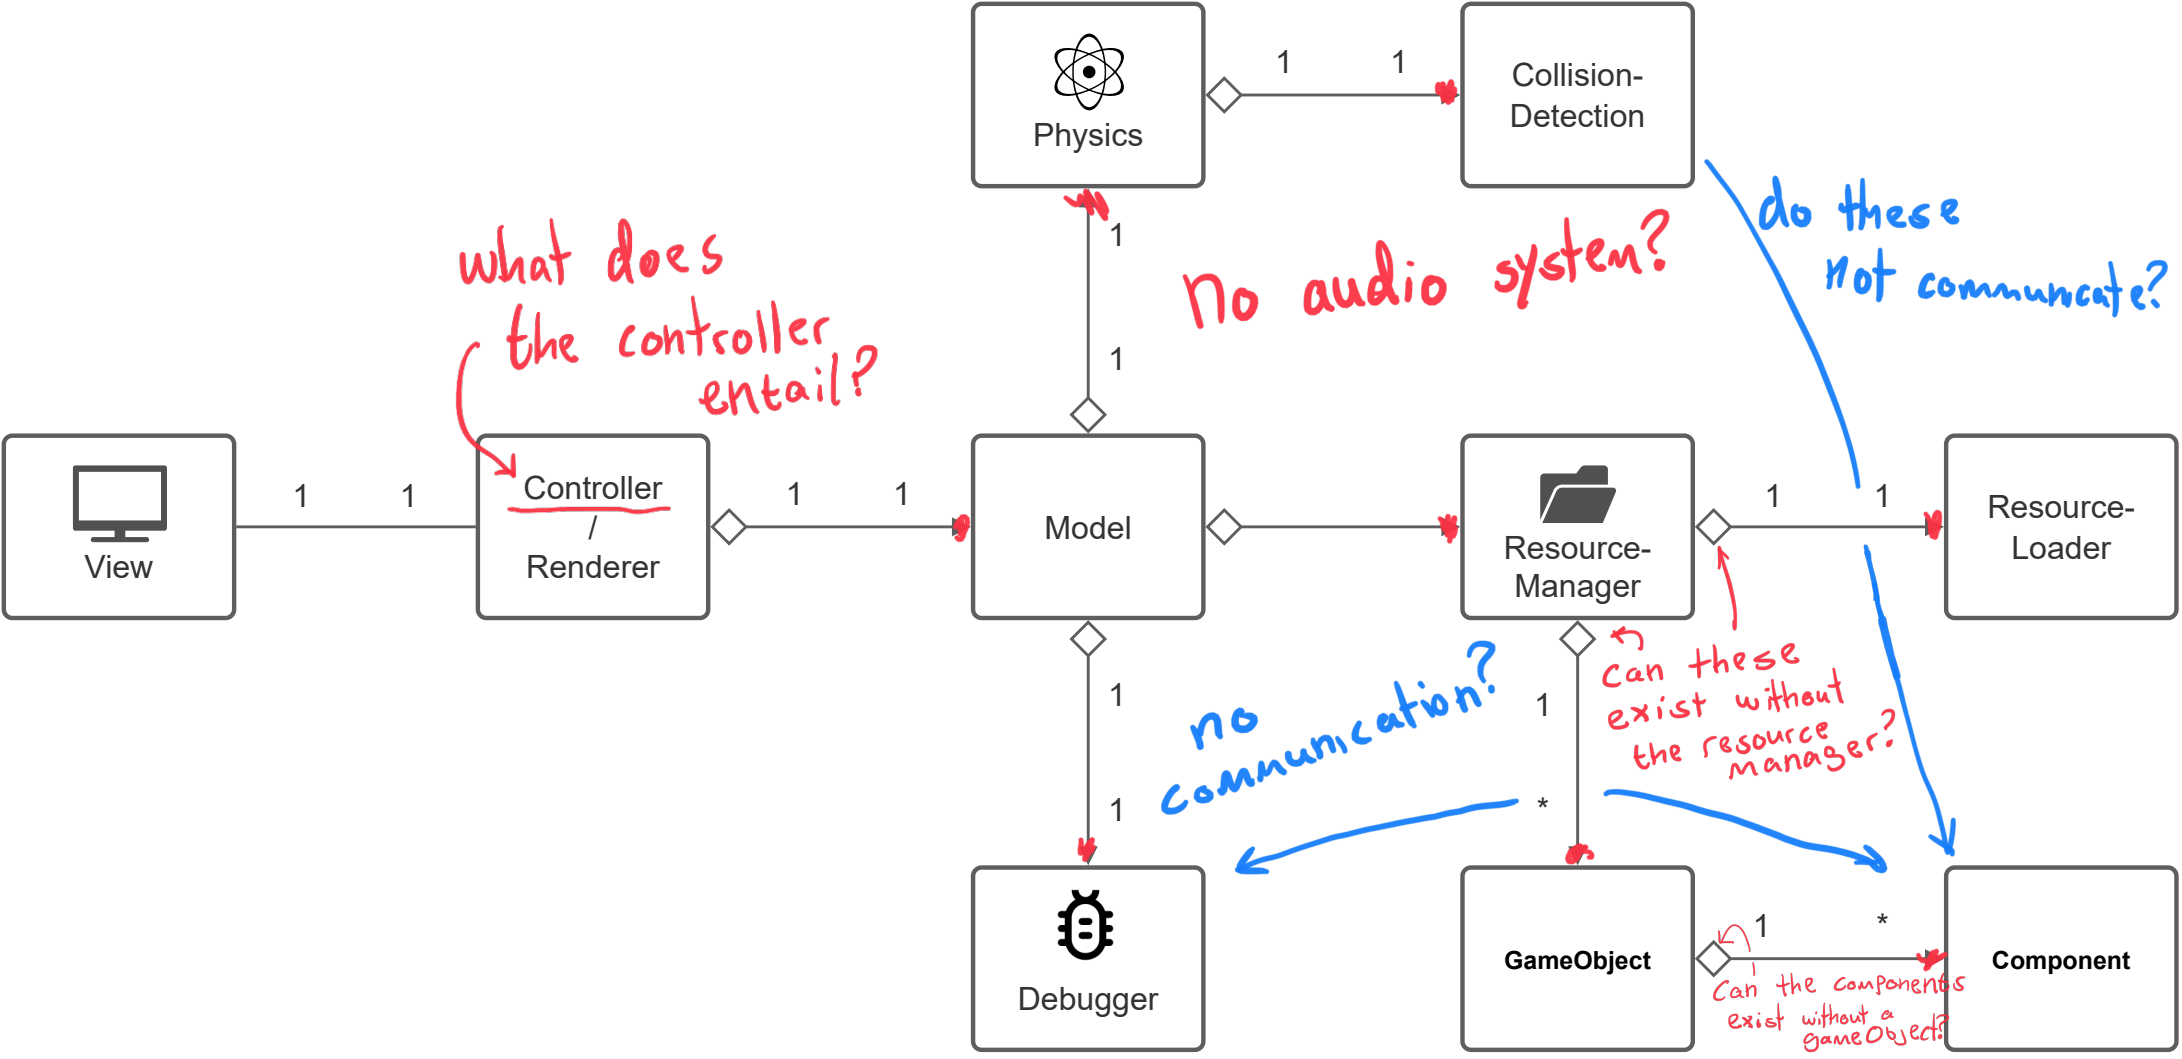 Physics
1 1
Collision-
Detection
1
1
what does
the controller
entail?
No audio system?
do these
not communicate?
View
1 1
Controller
/
Renderer
1 1
Model
Resource-
Manager
1 1
Resource-
Loader
1
1
no
communication?
1
*
can these
exist without
the resource
manager?
Debugger
GameObject
1 *
Can the components
exist without a
gameObject?
Component